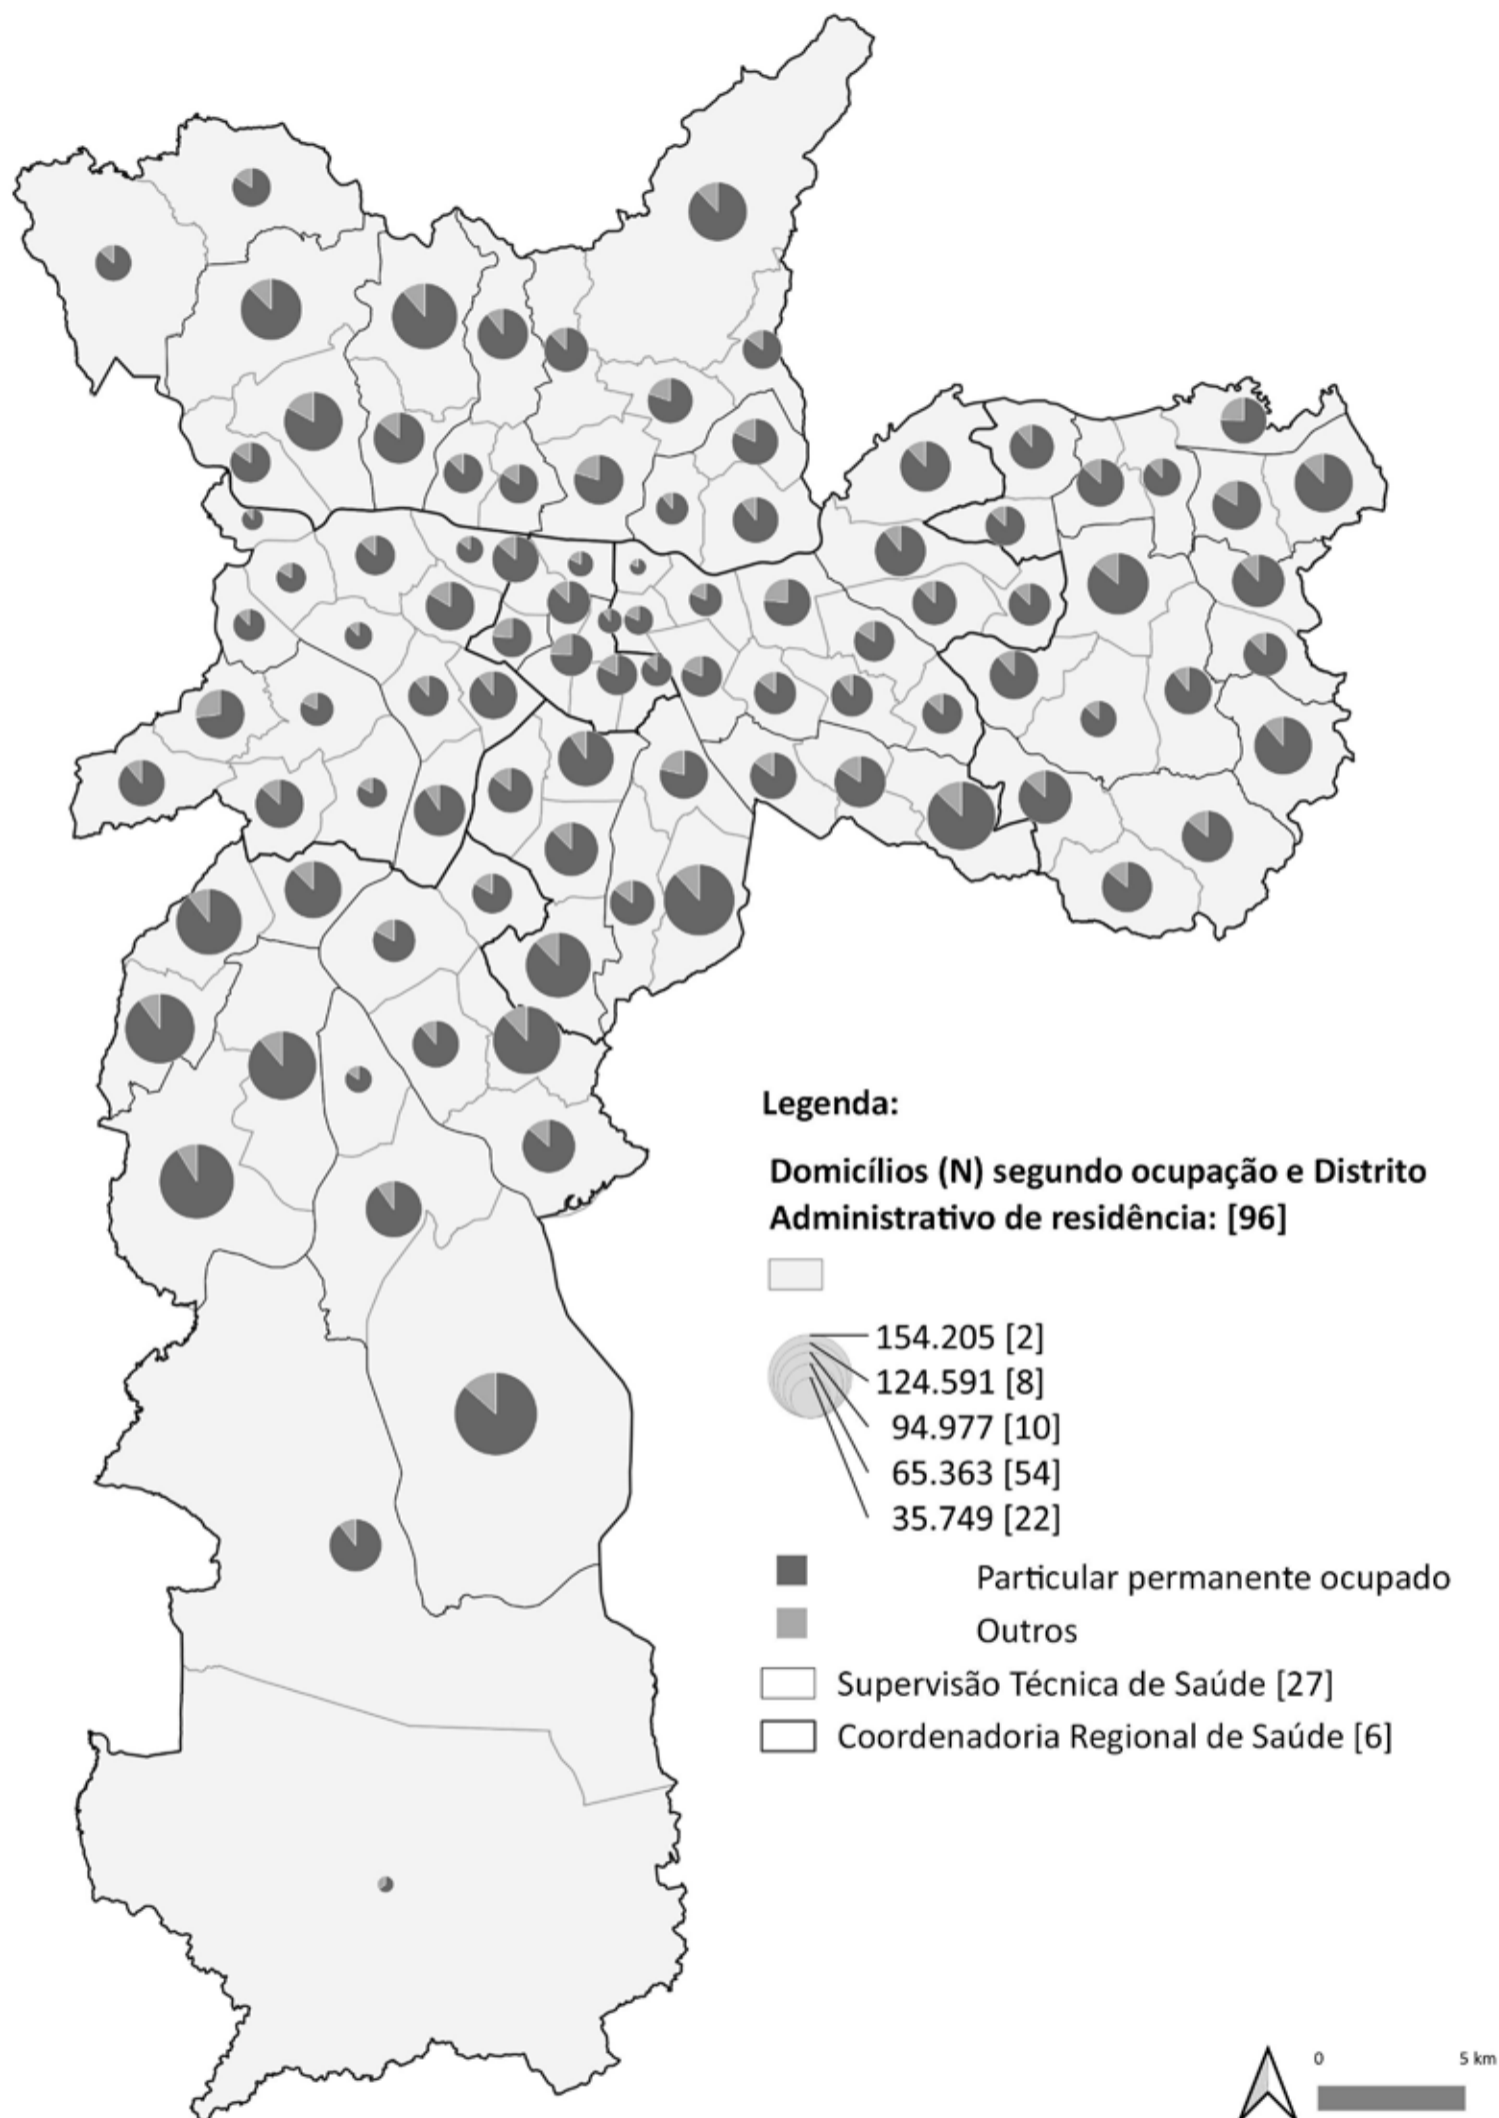 Legenda:
Domicílios (N) segundo ocupação e Distrito
Administrativo de residência: [96]
154.205 [2]
124.591 [8]
94.977 [10]
65.363 [54]
35.749 [22]
Particular permanente ocupado
Outros
Supervisão Técnica de Saúde [27]
Coordenadoria Regional de Saúde [6]
0 5 km